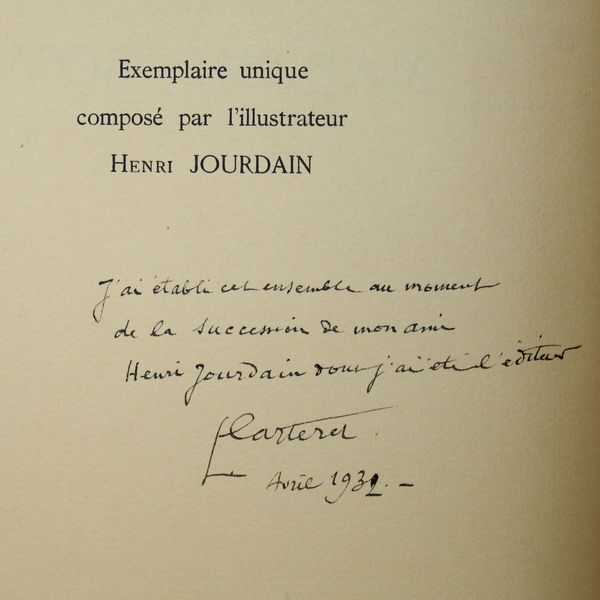 Exemplaire unique
composé par l'illustrateur
HENRI JOURDAIN
J'ai établi cet ensemble au moment
de la succession de mon ami
Henri Jourdain dont j'ai été l'éditeur
L Carteret
Avril 1932. –